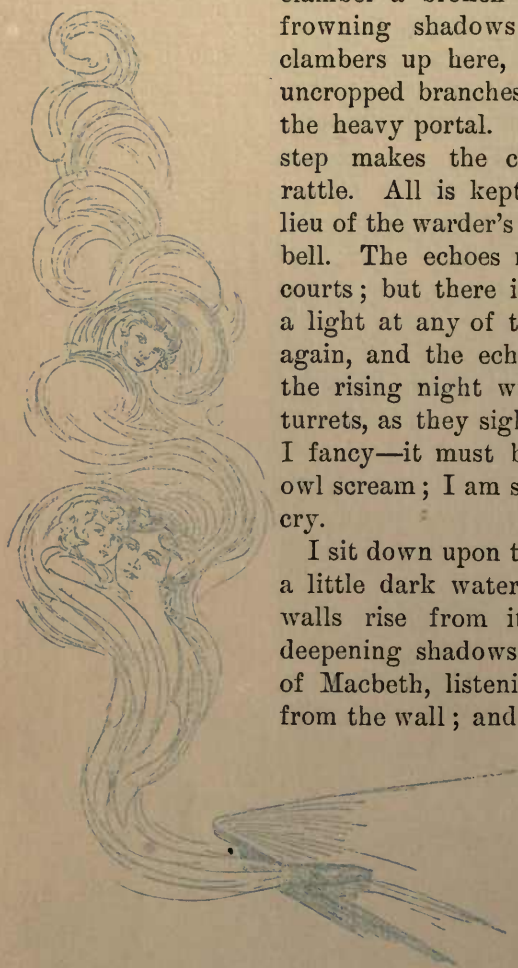 frowning shadows
clambers up here,
uncropped branches
the heavy portal.
step makes the c
rattle. All is kept
lieu of the warder's
bell. The echoes
courts; but there i
a light at any of t
again, and the ech
the rising night w
turrets, as they sigh
I fancy—it must b
owl scream; I am s
cry.
I sit down upon t
a little dark water
walls rise from i
deepening shadows
of Macbeth, listeni
from the wall; and